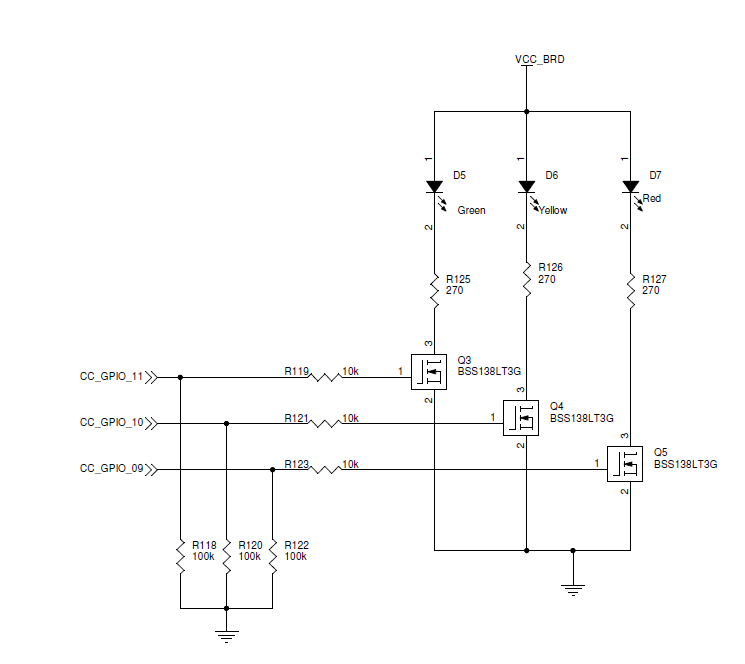 VCC_BRD
1
1
1
D5
D6
D7
Green
Yellow
Red
2
2
2
R125
270
R126
270
R127
270
3
Q3
BSS138LT3G
CC_GPIO_11
R119
10k
1
2
3
Q4
BSS138LT3G
CC_GPIO_10
R121
10k
1
2
3
Q5
BSS138LT3G
CC_GPIO_09
R123
10k
1
2
R118
100k
R120
100k
R122
100k